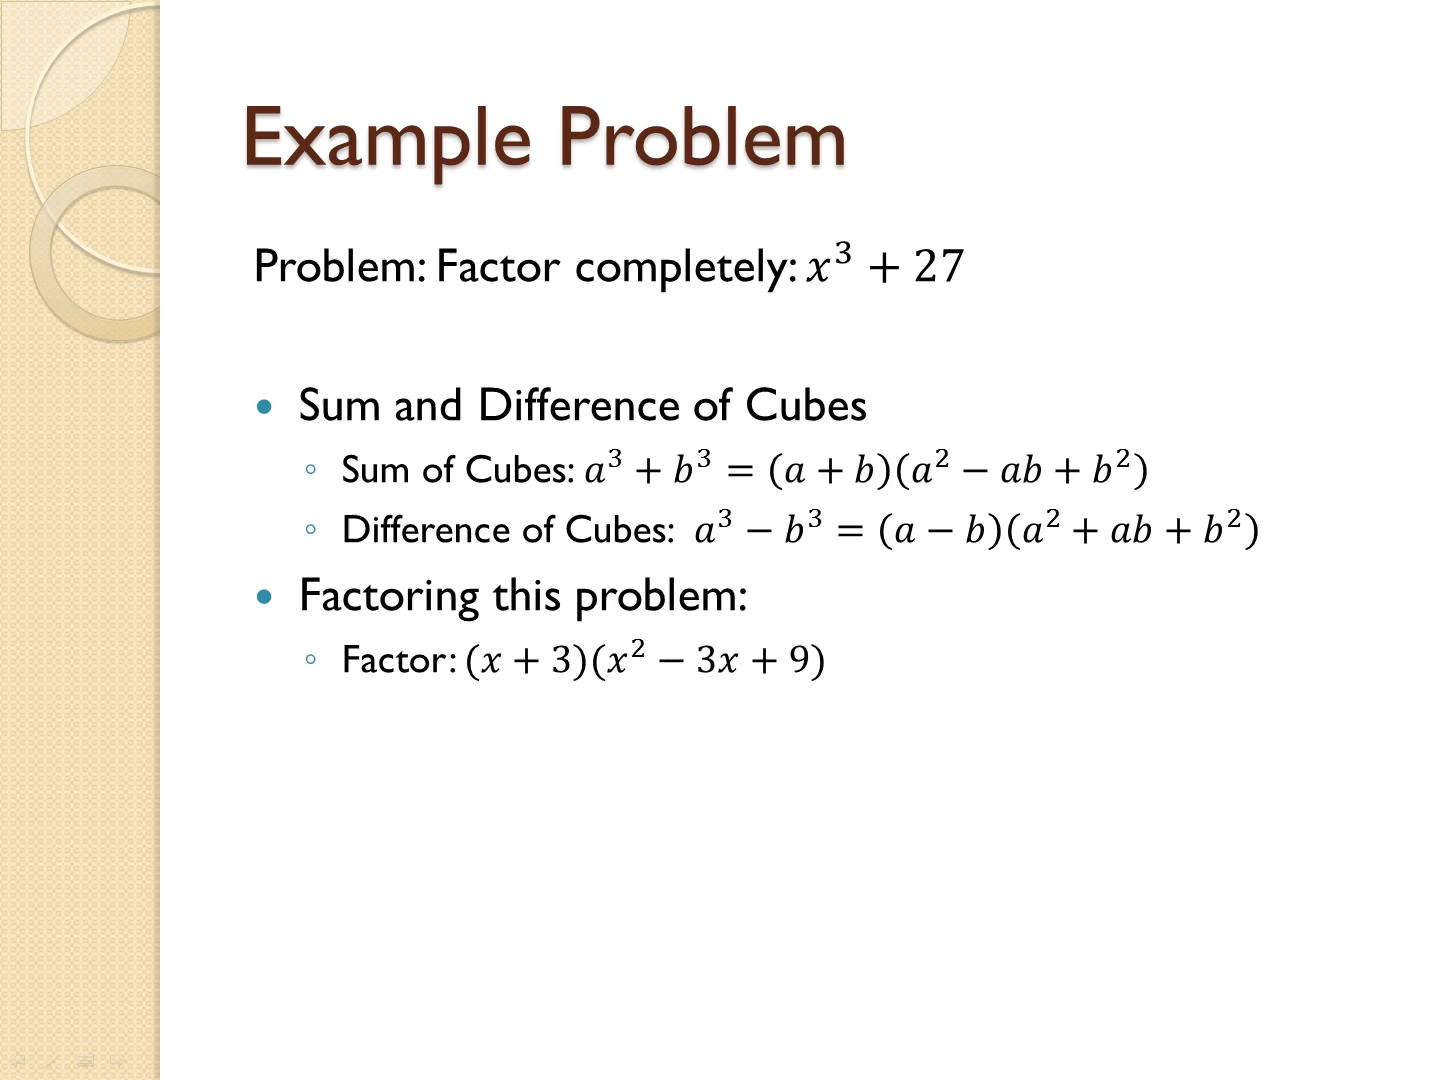 Example Problem
Problem: Factor completely: x³ + 27
• Sum and Difference of Cubes
◦ Sum of Cubes: a³ + b³ = (a + b)(a² − ab + b²)
◦ Difference of Cubes: a³ − b³ = (a − b)(a² + ab + b²)
• Factoring this problem:
◦ Factor: (x + 3)(x² − 3x + 9)